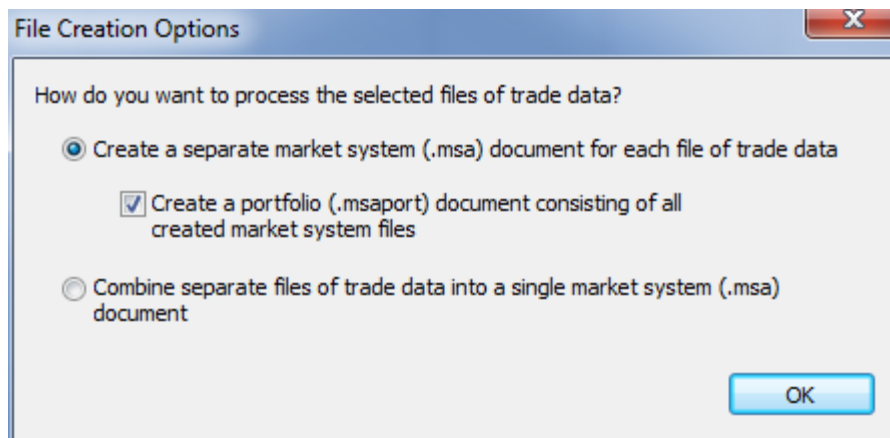 File Creation Options
How do you want to process the selected files of trade data?
Create a separate market system (.msa) document for each file of trade data
Create a portfolio (.msaport) document consisting of all
created market system files
Combine separate files of trade data into a single market system (.msa)
document
OK